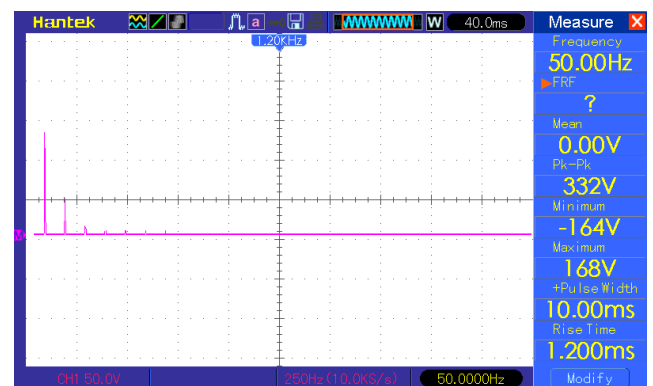 Hantek
a
W 40.0ms
Measure
1.20KHz
Frequency
50.00Hz
FRF
?
Mean
0.00V
Pk-Pk
332V
Minimum
-164V
Maximum
168V
+Pulse Width
10.00ms
Rise Time
1.200ms
M
CH1 50.0V
250Hz(10.0KS/s)
50.0000Hz
Modify